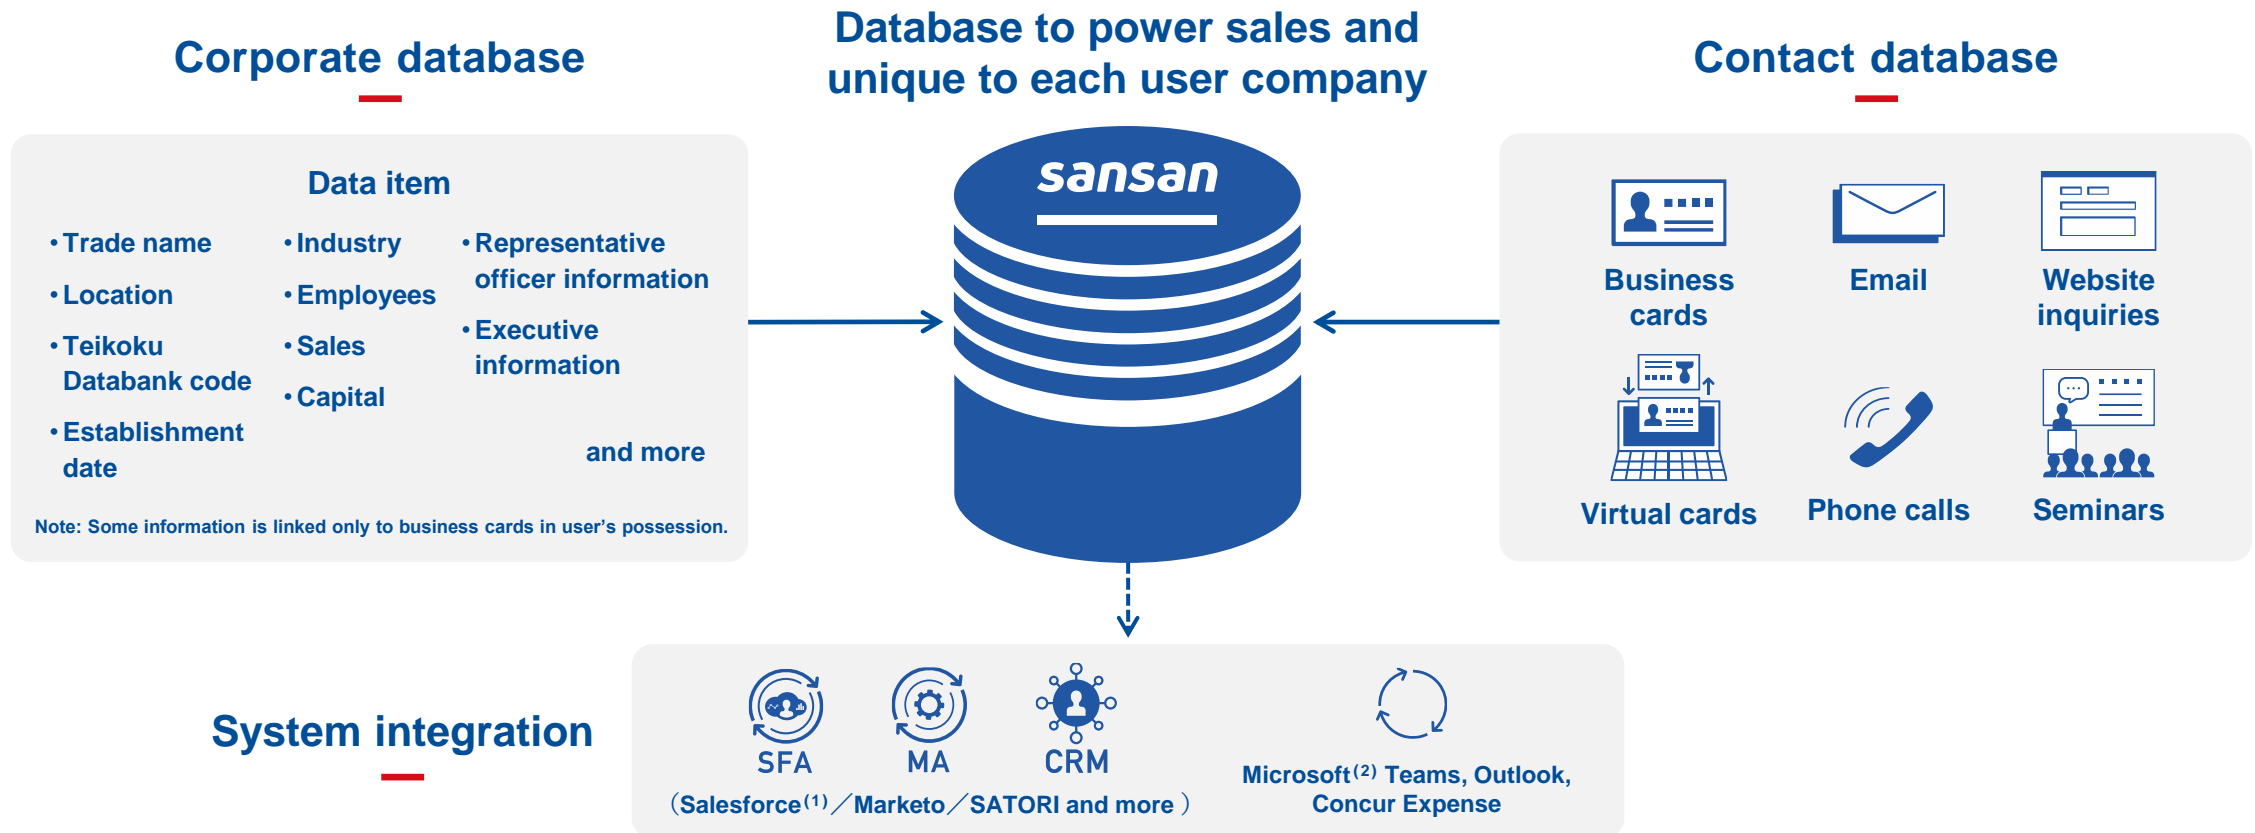 Corporate database
Data item
・Trade name
・Location
・Teikoku
Databank code
・Establishment
date
・Industry
・Employees
・Sales
・Capital
・Representative
officer information
・Executive
information
and more
Note: Some information is linked only to business cards in user's possession.
Database to power sales and
unique to each user company
sansan
Contact database
Business
cards
Email
Website
inquiries
Virtual cards
Phone calls
Seminars
System integration
SFA
MA
CRM
（Salesforce(1)／Marketo／SATORI and more ）
Microsoft(2) Teams, Outlook,
Concur Expense